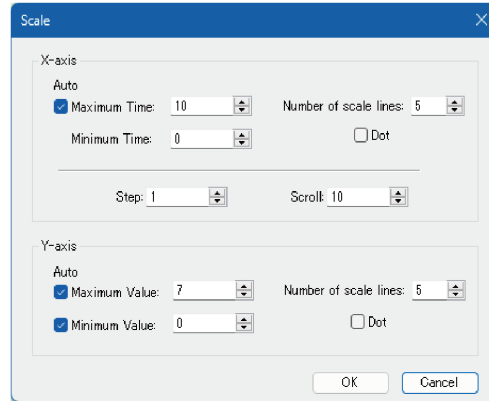 Scale
X-axis
Auto
Maximum Time: 10 Number of scale lines: 5
Minimum Time: 0 Dot
Step: 1 Scroll: 10
Y-axis
Auto
Maximum Value: 7 Number of scale lines: 5
Minimum Value: 0 Dot
OK Cancel